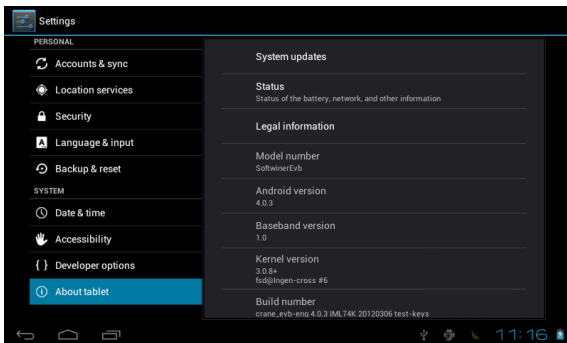 Settings
PERSONAL
Accounts & sync
Location services
Security
Language & input
Backup & reset
SYSTEM
Date & time
Accessibility
{ } Developer options
About tablet
System updates
Status
Status of the battery, network, and other information
Legal information
Model number
SoftwinerEvb
Android version
4.0.3
Baseband version
1.0
Kernel version
3.0.8+
fsd@Ingen-cross #6
Build number
crane_evb-eng 4.0.3 IML74K 20120306 test-keys
11:16